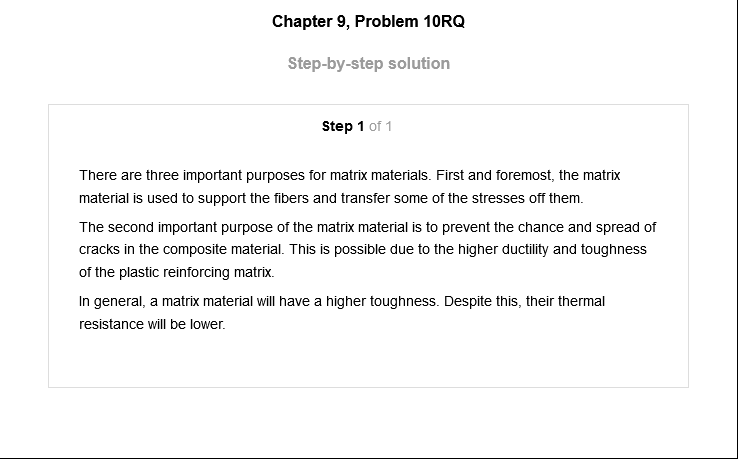 Chapter 9, Problem 10RQ
Step-by-step solution
Step 1 of 1
There are three important purposes for matrix materials. First and foremost, the matrix
material is used to support the fibers and transfer some of the stresses off them.
The second important purpose of the matrix material is to prevent the chance and spread of
cracks in the composite material. This is possible due to the higher ductility and toughness
of the plastic reinforcing matrix.
In general, a matrix material will have a higher toughness. Despite this, their thermal
resistance will be lower.